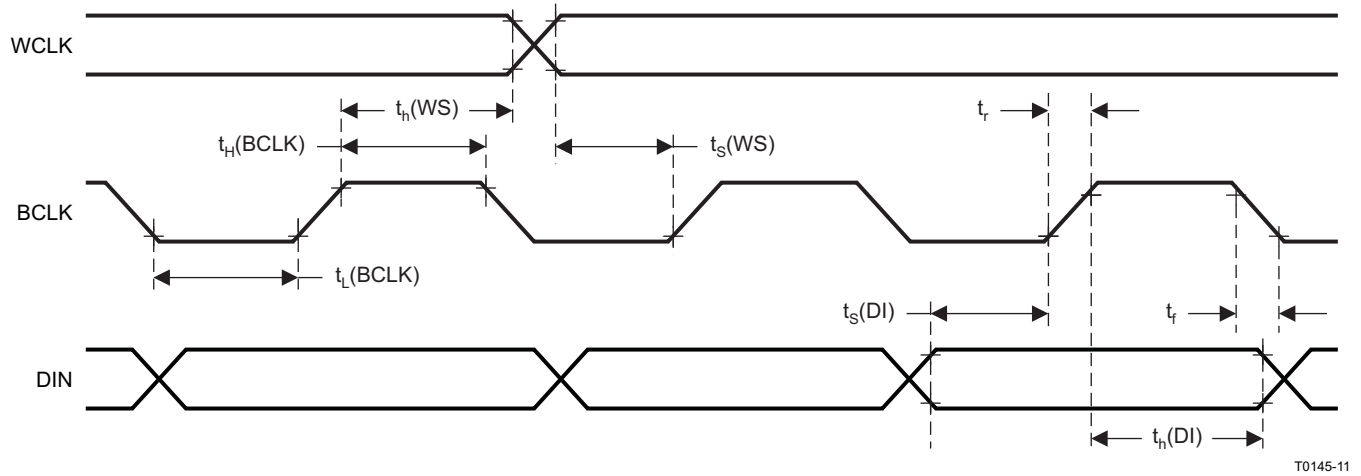 WCLK
t_h(WS)
t_r
t_H(BCLK)
t_S(WS)
BCLK
t_L(BCLK)
t_S(DI)
t_f
DIN
t_h(DI)
T0145-11